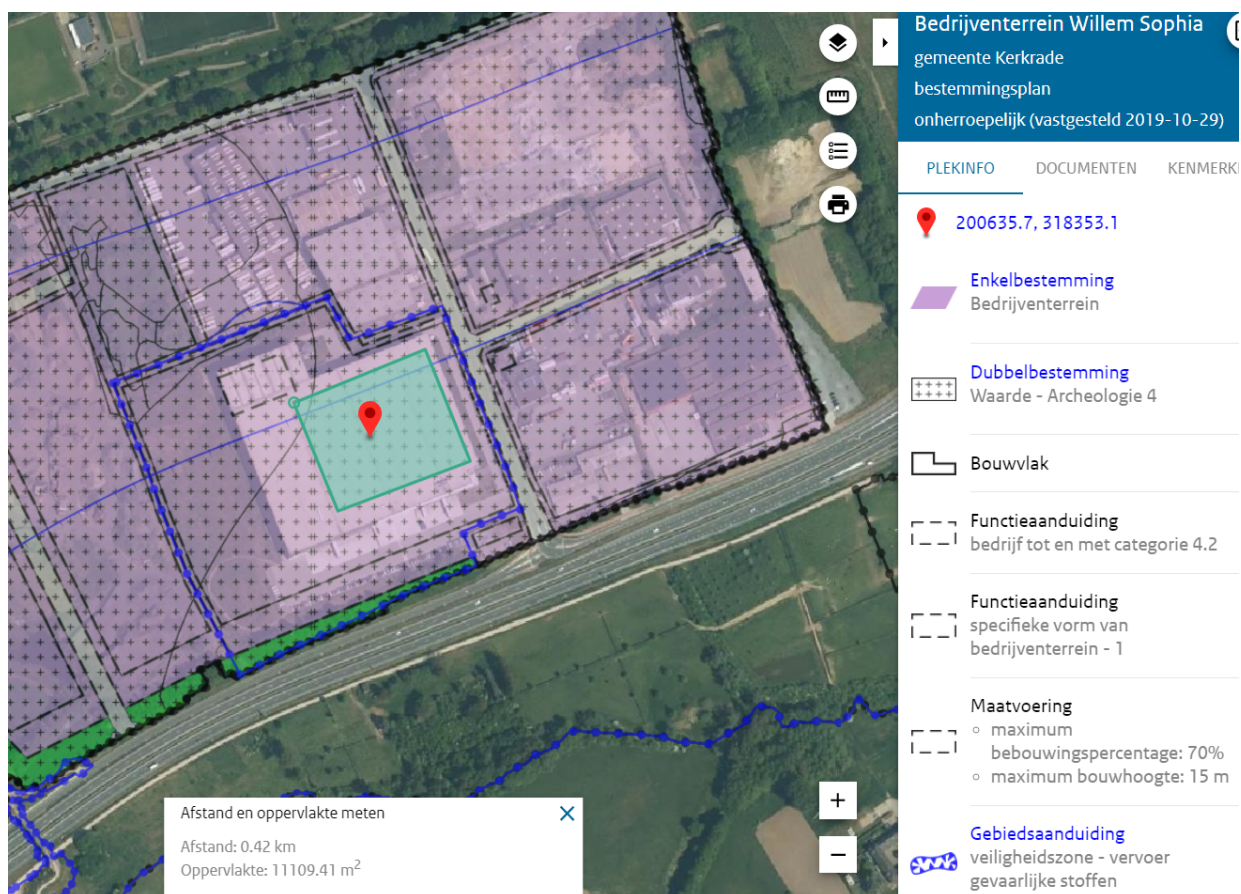 Bedrijventerrein Willem Sophia
gemeente Kerkrade
bestemmingsplan
onherroepelijk (vastgesteld 2019-10-29)
PLEKINFO
DOCUMENTEN
KENMERKE
200635.7, 318353.1
Enkelbestemming
Bedrijventerrein
Dubbelbestemming
Waarde - Archeologie 4
Bouwvlak
Functieaanduiding
bedrijf tot en met categorie 4.2
Functieaanduiding
specifieke vorm van
bedrijventerrein - 1
Maatvoering
maximum
bebouwingspercentage: 70%
maximum bouwhoogte: 15 m
Gebiedsaanduiding
veiligheidszone - vervoer
gevaarlijke stoffen
Afstand en oppervlakte meten
Afstand: 0.42 km
Oppervlakte: 11109.41 m²